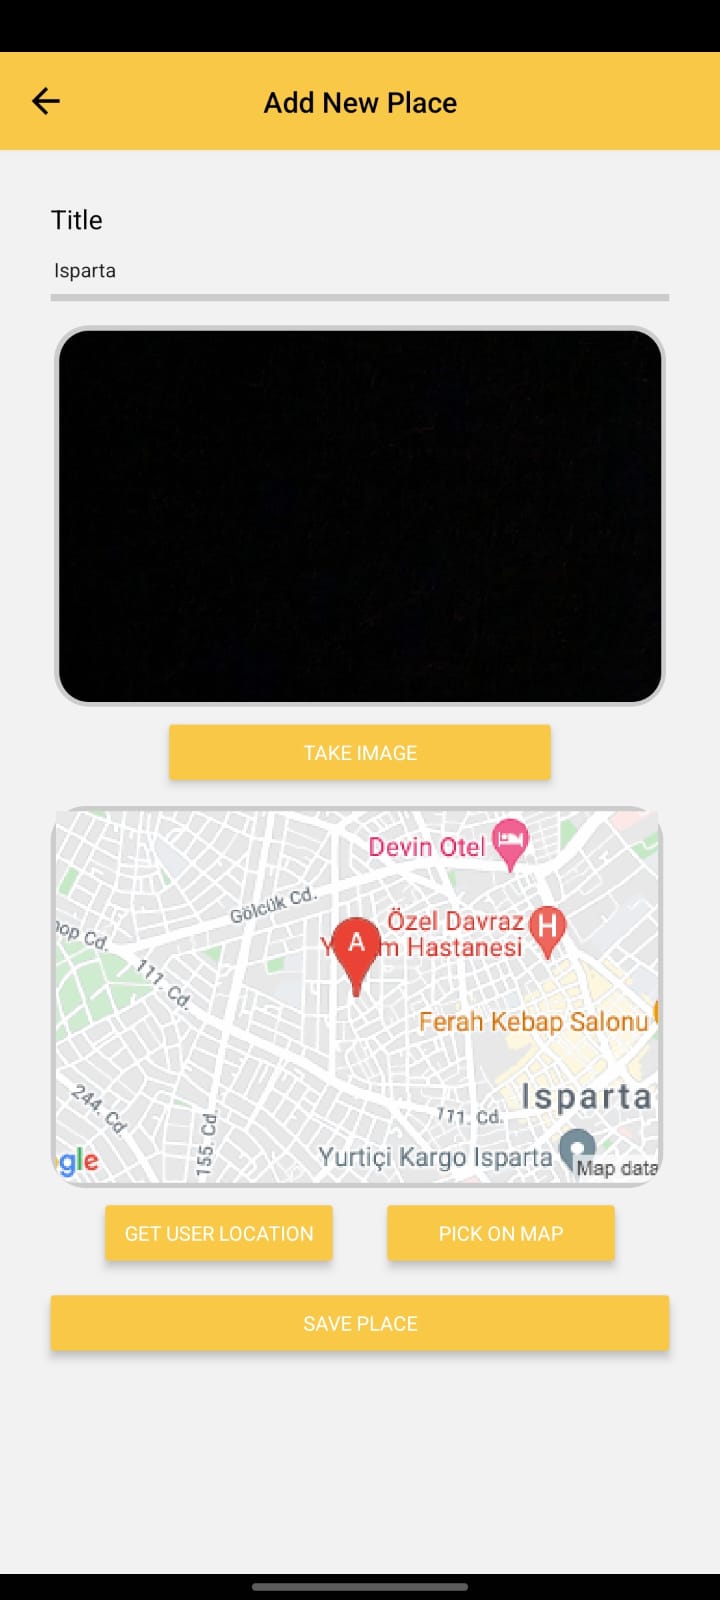 Add New Place
Title
Isparta
TAKE IMAGE
Devin Otel
Gölcük Cd.
Özel Davraz
H
A
m Hastanesi
op Cd.
111. Cd.
Ferah Kebap Salonu
244. Cd.
Isparta
111. Cd.
155. Cd.
Yurtiçi Kargo Isparta
gle
Map data
GET USER LOCATION
PICK ON MAP
SAVE PLACE